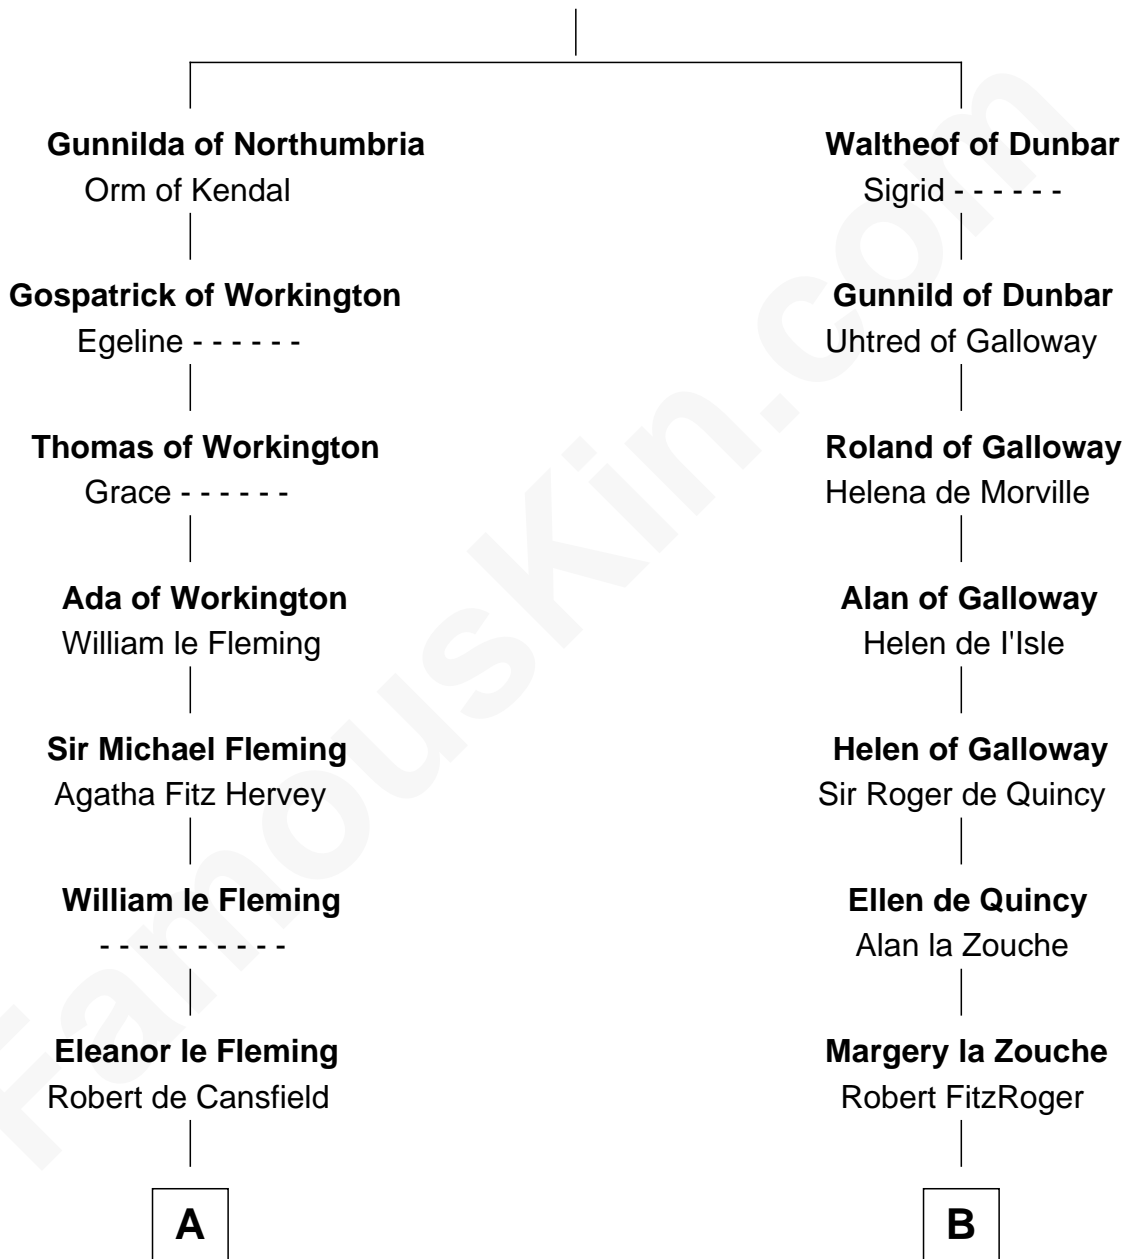 Gunnilda of Northumbria
Orm of Kendal
Gospatrick of Workington
Egeline - - - - - -
Thomas of Workington
Grace - - - - - -
Ada of Workington
William le Fleming
Sir Michael Fleming
Agatha Fitz Hervey
William le Fleming
- - - - - - - - - -
Eleanor le Fleming
Robert de Cansfield
A
Waltheof of Dunbar
Sigrid - - - - - -
Gunnild of Dunbar
Uhtred of Galloway
Roland of Galloway
Helena de Morville
Alan of Galloway
Helen de I'Isle
Helen of Galloway
Sir Roger de Quincy
Ellen de Quincy
Alan la Zouche
Margery la Zouche
Robert FitzRoger
B
FamousKin.com